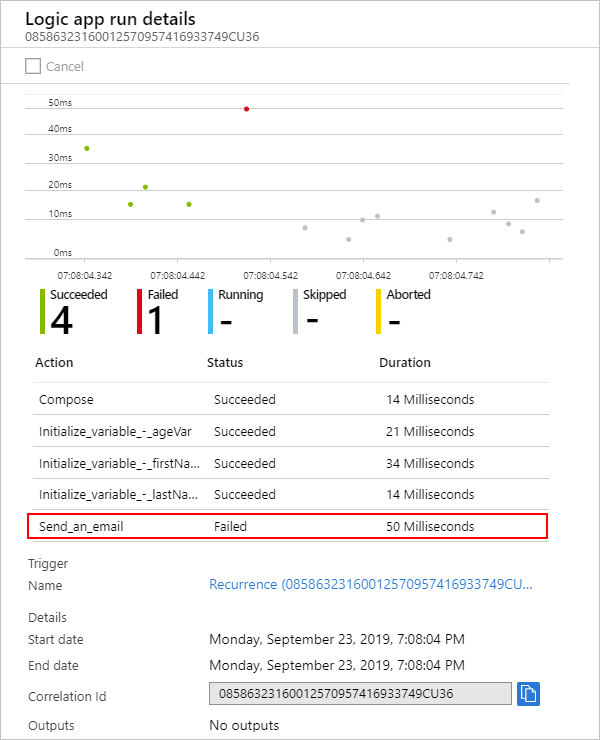 Logic app run details
08586323160012570957416933749CU36
Cancel
50ms
40ms
30ms
20ms
10ms
0ms
07:08:04.342 07:08:04.442 07:08:04.542 07:08:04.642 07:08:04.742
Succeeded Failed Running Skipped Aborted
4 1 - - -
Action Status Duration
Compose Succeeded 14 Milliseconds
Initialize_variable_-_ageVar Succeeded 21 Milliseconds
Initialize_variable_-_firstNa... Succeeded 34 Milliseconds
Initialize_variable_-_lastNa... Succeeded 14 Milliseconds
Send_an_email Failed 50 Milliseconds
Trigger
Name Recurrence (08586323160012570957416933749CU...
Details
Start date Monday, September 23, 2019, 7:08:04 PM
End date Monday, September 23, 2019, 7:08:04 PM
Correlation Id 08586323160012570957416933749CU36
Outputs No outputs